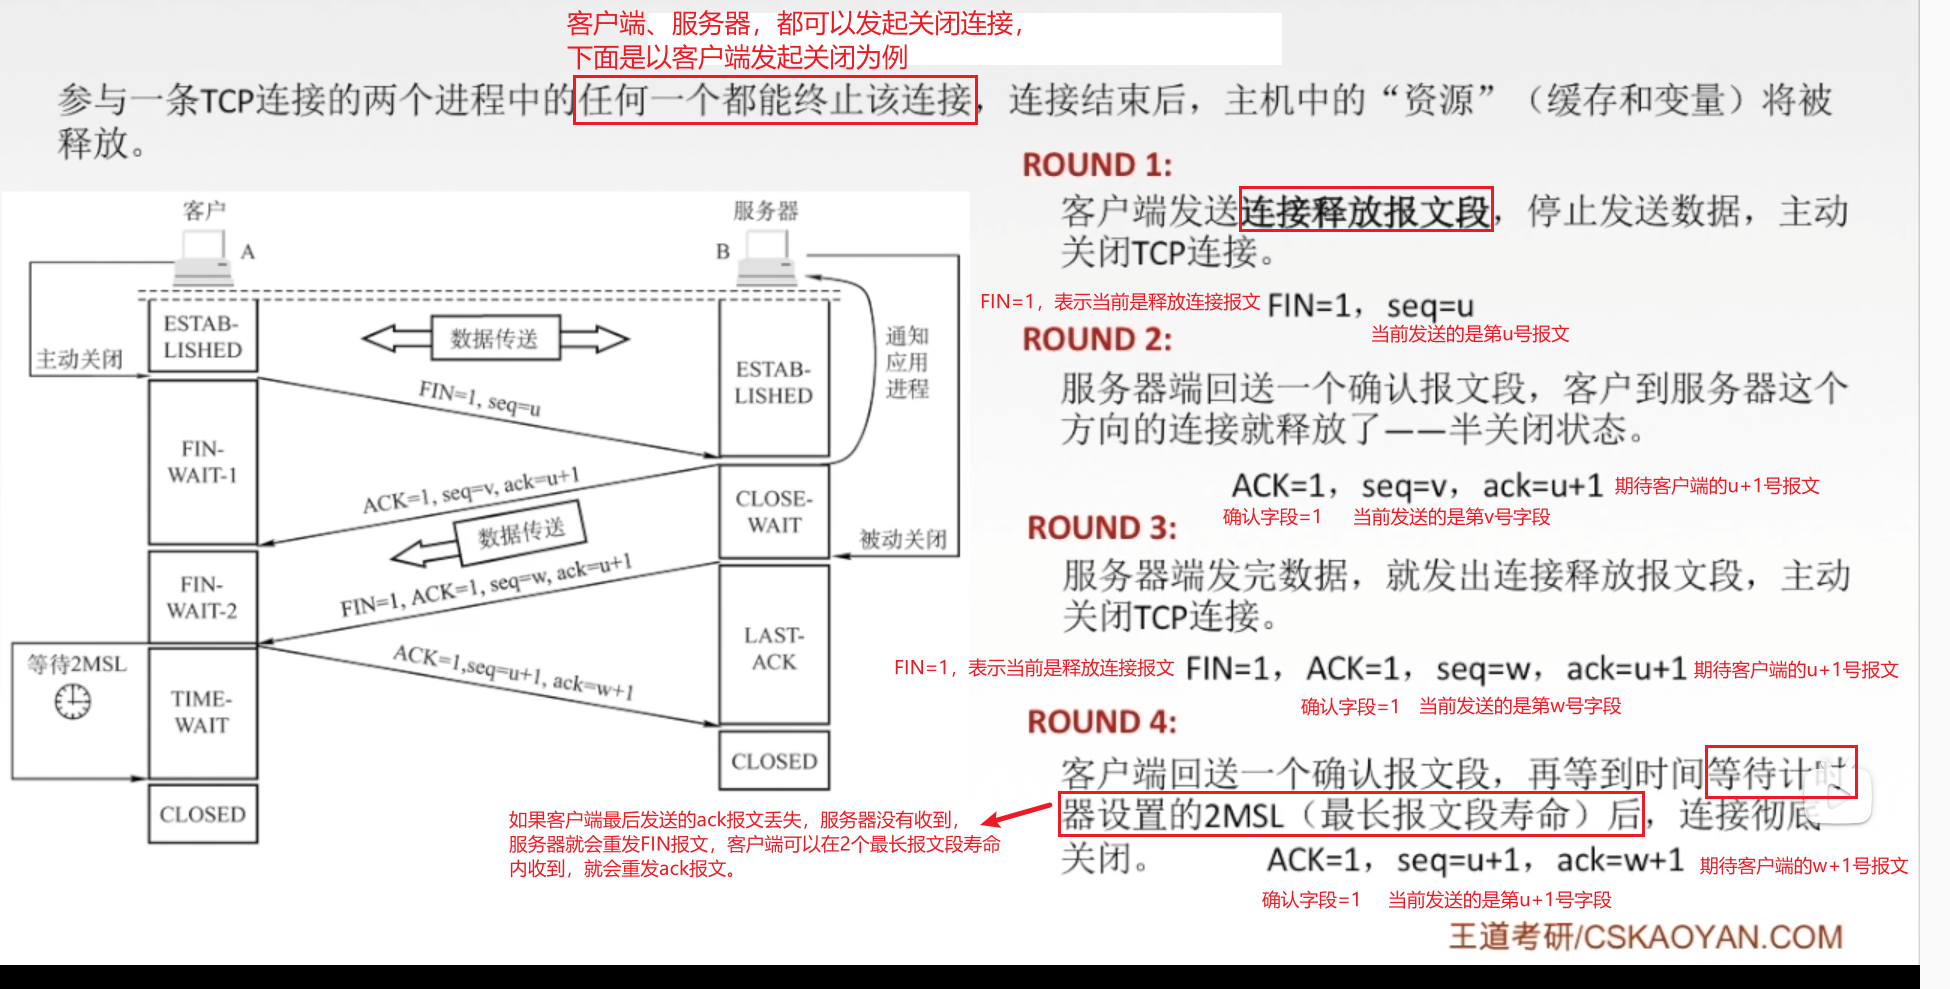 客户端、服务器，都可以发起关闭连接，
下面是以客户端发起关闭为例
参与一条TCP连接的两个进程中的任何一个都能终止该连接，连接结束后，主机中的“资源”（缓存和变量）将被
释放。
客户
服务器
A
B
ESTAB-
LISHED
主动关闭
数据传送
通知
应用
进程
ESTAB-
LISHED
FIN=1, seq=u
FIN-
WAIT-1
ACK=1, seq=v, ack=u+1
CLOSE-
WAIT
数据传送
被动关闭
FIN-
WAIT-2
FIN=1, ACK=1, seq=w, ack=u+1
LAST-
ACK
等待2MSL
ACK=1,seq=u+1, ack=w+1
TIME-
WAIT
CLOSED
CLOSED
ROUND 1:
客户端发送连接释放报文段，停止发送数据，主动
关闭TCP连接。
FIN=1，表示当前是释放连接报文 FIN=1，seq=u
当前发送的是第u号报文
ROUND 2:
服务器端回送一个确认报文段，客户到服务器这个
方向的连接就释放了——半关闭状态。
ACK=1，seq=v，ack=u+1 期待客户端的u+1号报文
确认字段=1 当前发送的是第v号字段
ROUND 3:
服务器端发完数据，就发出连接释放报文段，主动
关闭TCP连接。
FIN=1，表示当前是释放连接报文 FIN=1，ACK=1，seq=w，ack=u+1 期待客户端的u+1号报文
确认字段=1 当前发送的是第w号字段
ROUND 4:
客户端回送一个确认报文段，再等到时间等待计时
器设置的2MSL（最长报文段寿命）后，连接彻底
关闭。
ACK=1，seq=u+1，ack=w+1 期待客户端的w+1号报文
确认字段=1 当前发送的是第u+1号字段
如果客户端最后发送的ack报文丢失，服务器没有收到，
服务器就会重发FIN报文，客户端可以在2个最长报文段寿命
内收到，就会重发ack报文。
王道考研/CSKAOYAN.COM